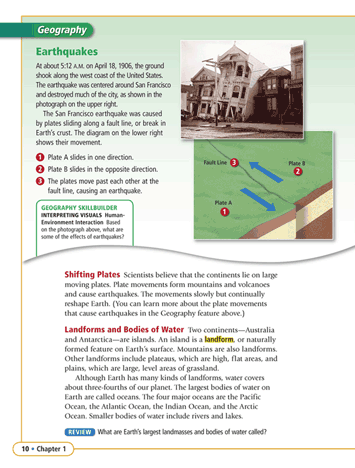 Geography
Earthquakes
At about 5:12 A.M. on April 18, 1906, the ground
shook along the west coast of the United States.
The earthquake was centered around San Francisco
and destroyed much of the city, as shown in the
photograph on the upper right.
The San Francisco earthquake was caused
by plates sliding along a fault line, or break in
Earth's crust. The diagram on the lower right
shows their movement.
1 Plate A slides in one direction.
2 Plate B slides in the opposite direction.
3 The plates move past each other at the
fault line, causing an earthquake.
GEOGRAPHY SKILLBUILDER
INTERPRETING VISUALS Human-
Environment Interaction Based
on the photograph above, what are
some of the effects of earthquakes?
Fault Line 3
Plate B
2
Plate A
1
Shifting Plates Scientists believe that the continents lie on large
moving plates. Plate movements form mountains and volcanoes
and cause earthquakes. The movements slowly but continually
reshape Earth. (You can learn more about the plate movements
that cause earthquakes in the Geography feature above.)
Landforms and Bodies of Water Two continents—Australia
and Antarctica—are islands. An island is a landform, or naturally
formed feature on Earth's surface. Mountains are also landforms.
Other landforms include plateaus, which are high, flat areas, and
plains, which are large, level areas of grassland.
Although Earth has many kinds of landforms, water covers
about three-fourths of our planet. The largest bodies of water on
Earth are called oceans. The four major oceans are the Pacific
Ocean, the Atlantic Ocean, the Indian Ocean, and the Arctic
Ocean. Smaller bodies of water include rivers and lakes.
REVIEW What are Earth's largest landmasses and bodies of water called?
10 • Chapter 1